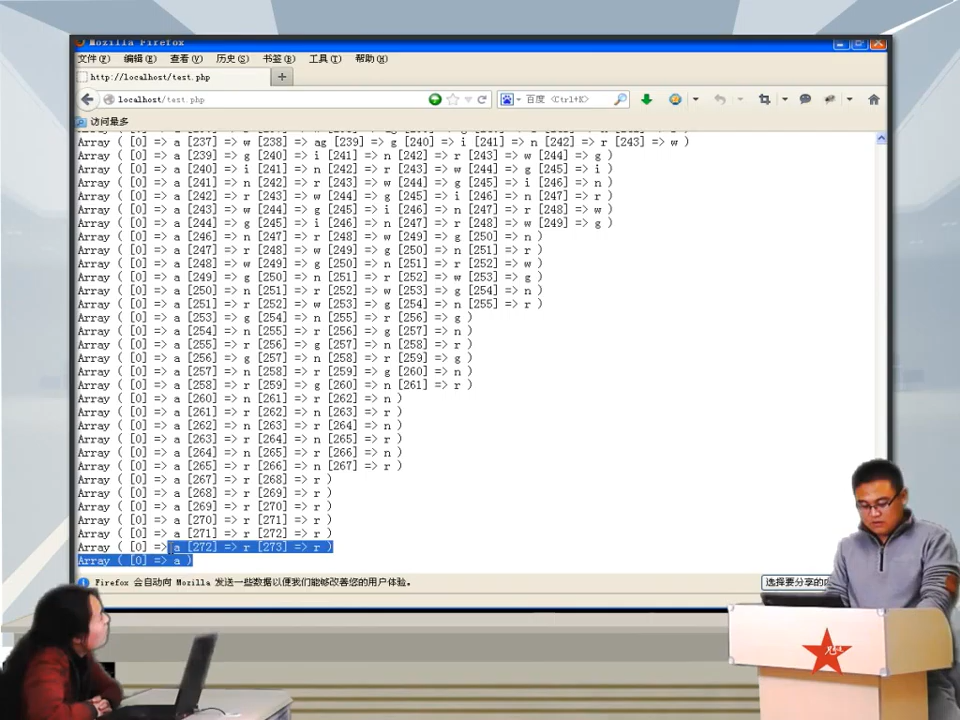 Mozilla Firefox
文件(F) 编辑(E) 查看(V) 历史(S) 书签(B) 工具(T) 帮助(H)
http://localhost/test.php
localhost/test.php 百度 <Ctrl+K>
访问最多
Array ( [0] => a [237] => w [238] => ag [239] => g [240] => i [241] => n [242] => r [243] => w )
Array ( [0] => a [239] => g [240] => i [241] => n [242] => r [243] => w [244] => g )
Array ( [0] => a [240] => i [241] => n [242] => r [243] => w [244] => g [245] => i )
Array ( [0] => a [241] => n [242] => r [243] => w [244] => g [245] => i [246] => n )
Array ( [0] => a [242] => r [243] => w [244] => g [245] => i [246] => n [247] => r )
Array ( [0] => a [243] => w [244] => g [245] => i [246] => n [247] => r [248] => w )
Array ( [0] => a [244] => g [245] => i [246] => n [247] => r [248] => w [249] => g )
Array ( [0] => a [246] => n [247] => r [248] => w [249] => g [250] => n )
Array ( [0] => a [247] => r [248] => w [249] => g [250] => n [251] => r )
Array ( [0] => a [248] => w [249] => g [250] => n [251] => r [252] => w )
Array ( [0] => a [249] => g [250] => n [251] => r [252] => w [253] => g )
Array ( [0] => a [250] => n [251] => r [252] => w [253] => g [254] => n )
Array ( [0] => a [251] => r [252] => w [253] => g [254] => n [255] => r )
Array ( [0] => a [253] => g [254] => n [255] => r [256] => g )
Array ( [0] => a [254] => n [255] => r [256] => g [257] => n )
Array ( [0] => a [255] => r [256] => g [257] => n [258] => r )
Array ( [0] => a [256] => g [257] => n [258] => r [259] => g )
Array ( [0] => a [257] => n [258] => r [259] => g [260] => n )
Array ( [0] => a [258] => r [259] => g [260] => n [261] => r )
Array ( [0] => a [260] => n [261] => r [262] => n )
Array ( [0] => a [261] => r [262] => n [263] => r )
Array ( [0] => a [262] => n [263] => r [264] => n )
Array ( [0] => a [263] => r [264] => n [265] => r )
Array ( [0] => a [264] => n [265] => r [266] => n )
Array ( [0] => a [265] => r [266] => n [267] => r )
Array ( [0] => a [267] => r [268] => r )
Array ( [0] => a [268] => r [269] => r )
Array ( [0] => a [269] => r [270] => r )
Array ( [0] => a [270] => r [271] => r )
Array ( [0] => a [271] => r [272] => r )
Array ( [0] => a [272] => r [273] => r )
Array ( [0] => a )
Firefox 会自动向 Mozilla 发送一些数据以便我们能够改善您的用户体验。 选择要分享的内